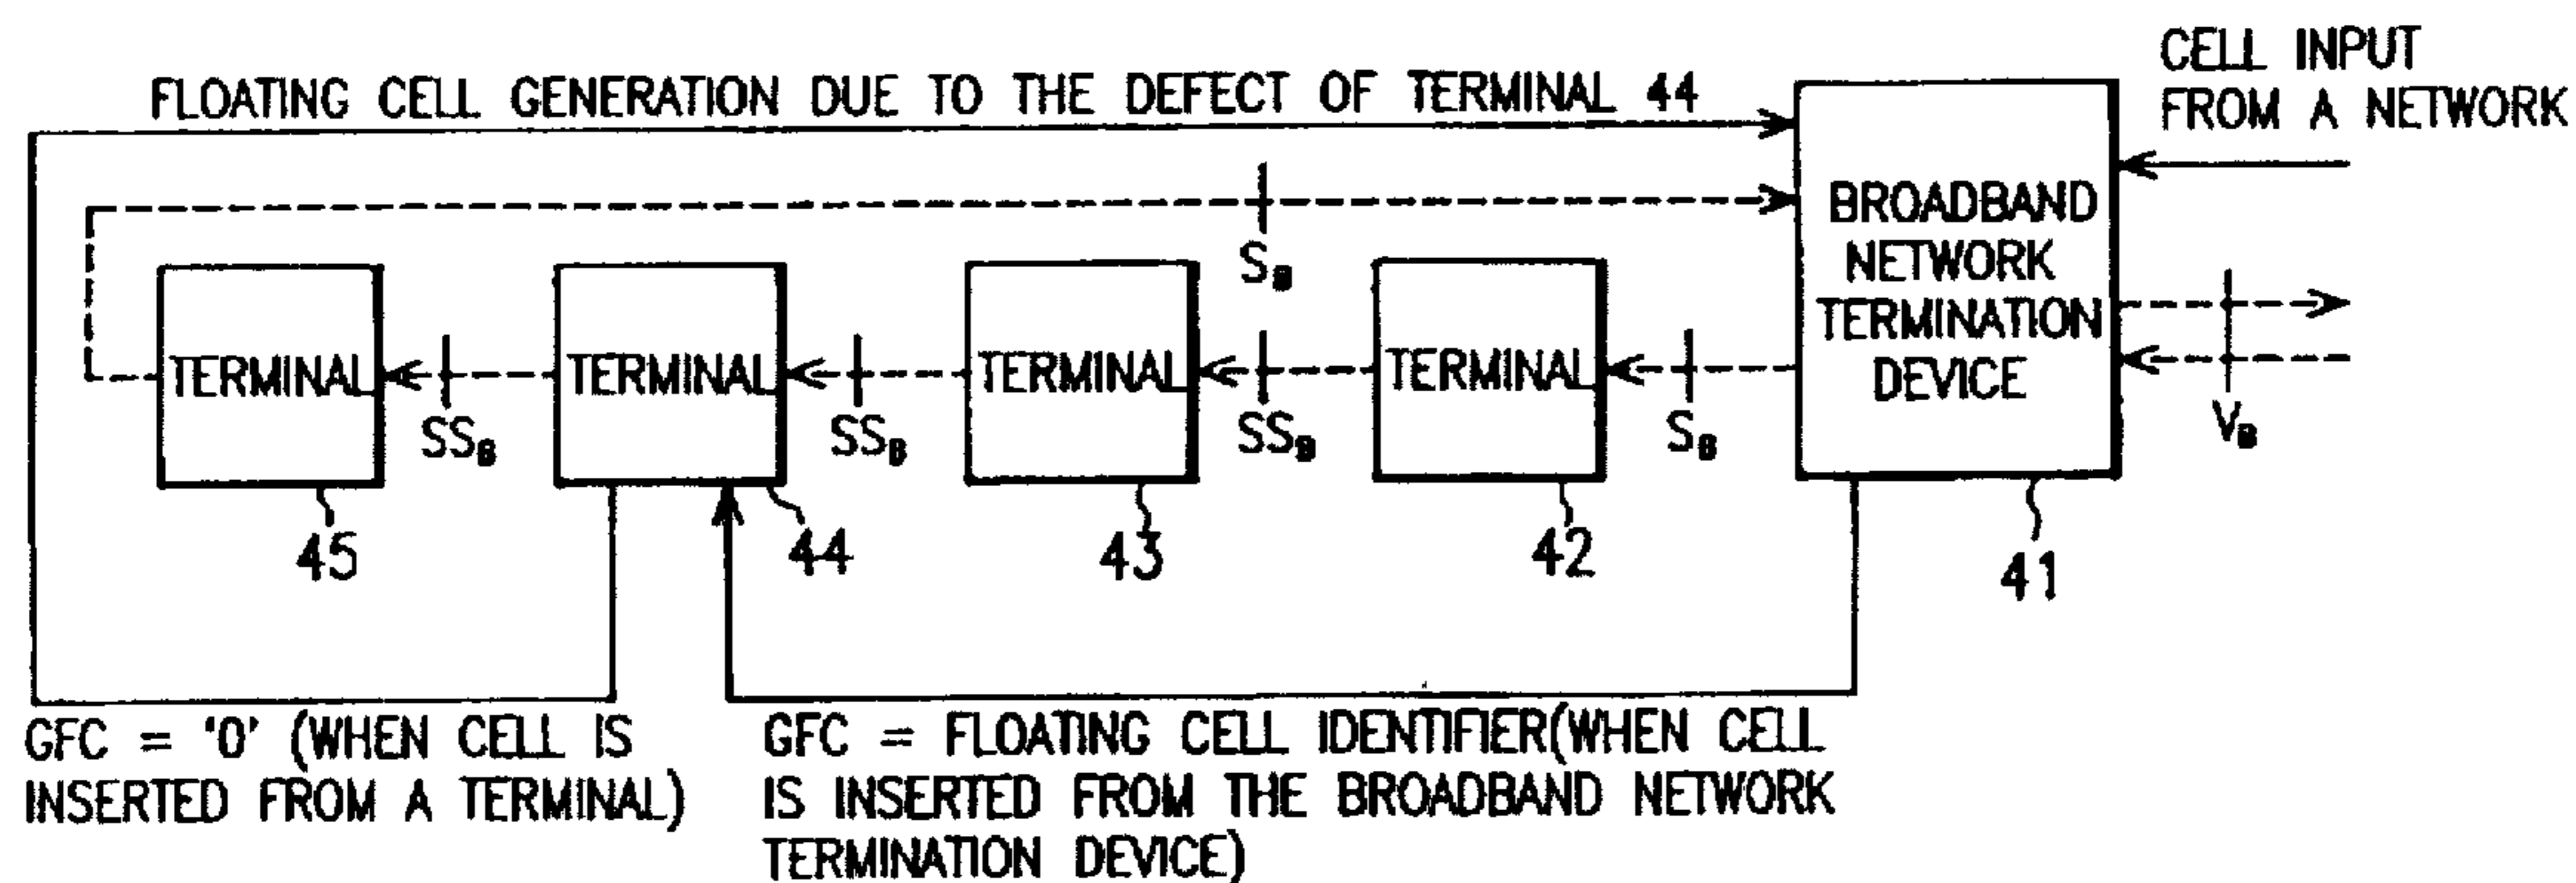 CELL INPUT
FROM A NETWORK
FLOATING CELL GENERATION DUE TO THE DEFECT OF TERMINAL 44
BROADBAND
NETWORK
TERMINATION
DEVICE
S_B
TERMINAL
TERMINAL
TERMINAL
TERMINAL
SS_B
SS_B
SS_B
S_B
V_B
45
44
43
42
41
GFC = '0' (WHEN CELL IS
INSERTED FROM A TERMINAL)
GFC = FLOATING CELL IDENTIFIER(WHEN CELL
IS INSERTED FROM THE BROADBAND NETWORK
TERMINATION DEVICE)